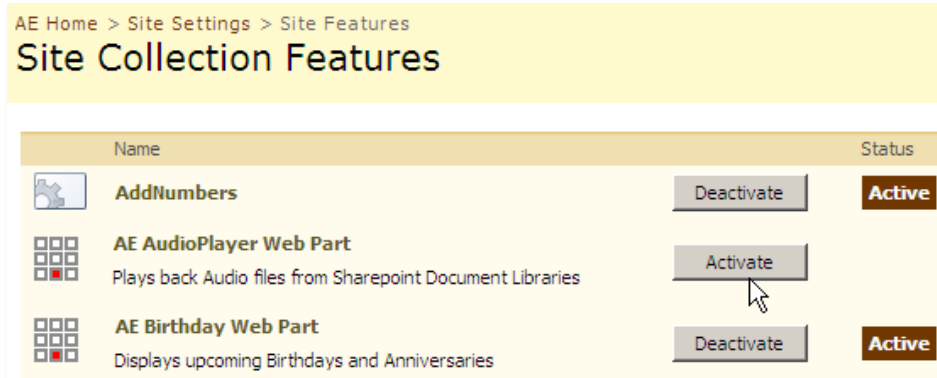 AE Home > Site Settings > Site Features
Site Collection Features
Name Status
AddNumbers Deactivate Active
AE AudioPlayer Web Part
Plays back Audio files from Sharepoint Document Libraries
Activate
AE Birthday Web Part
Displays upcoming Birthdays and Anniversaries
Deactivate Active